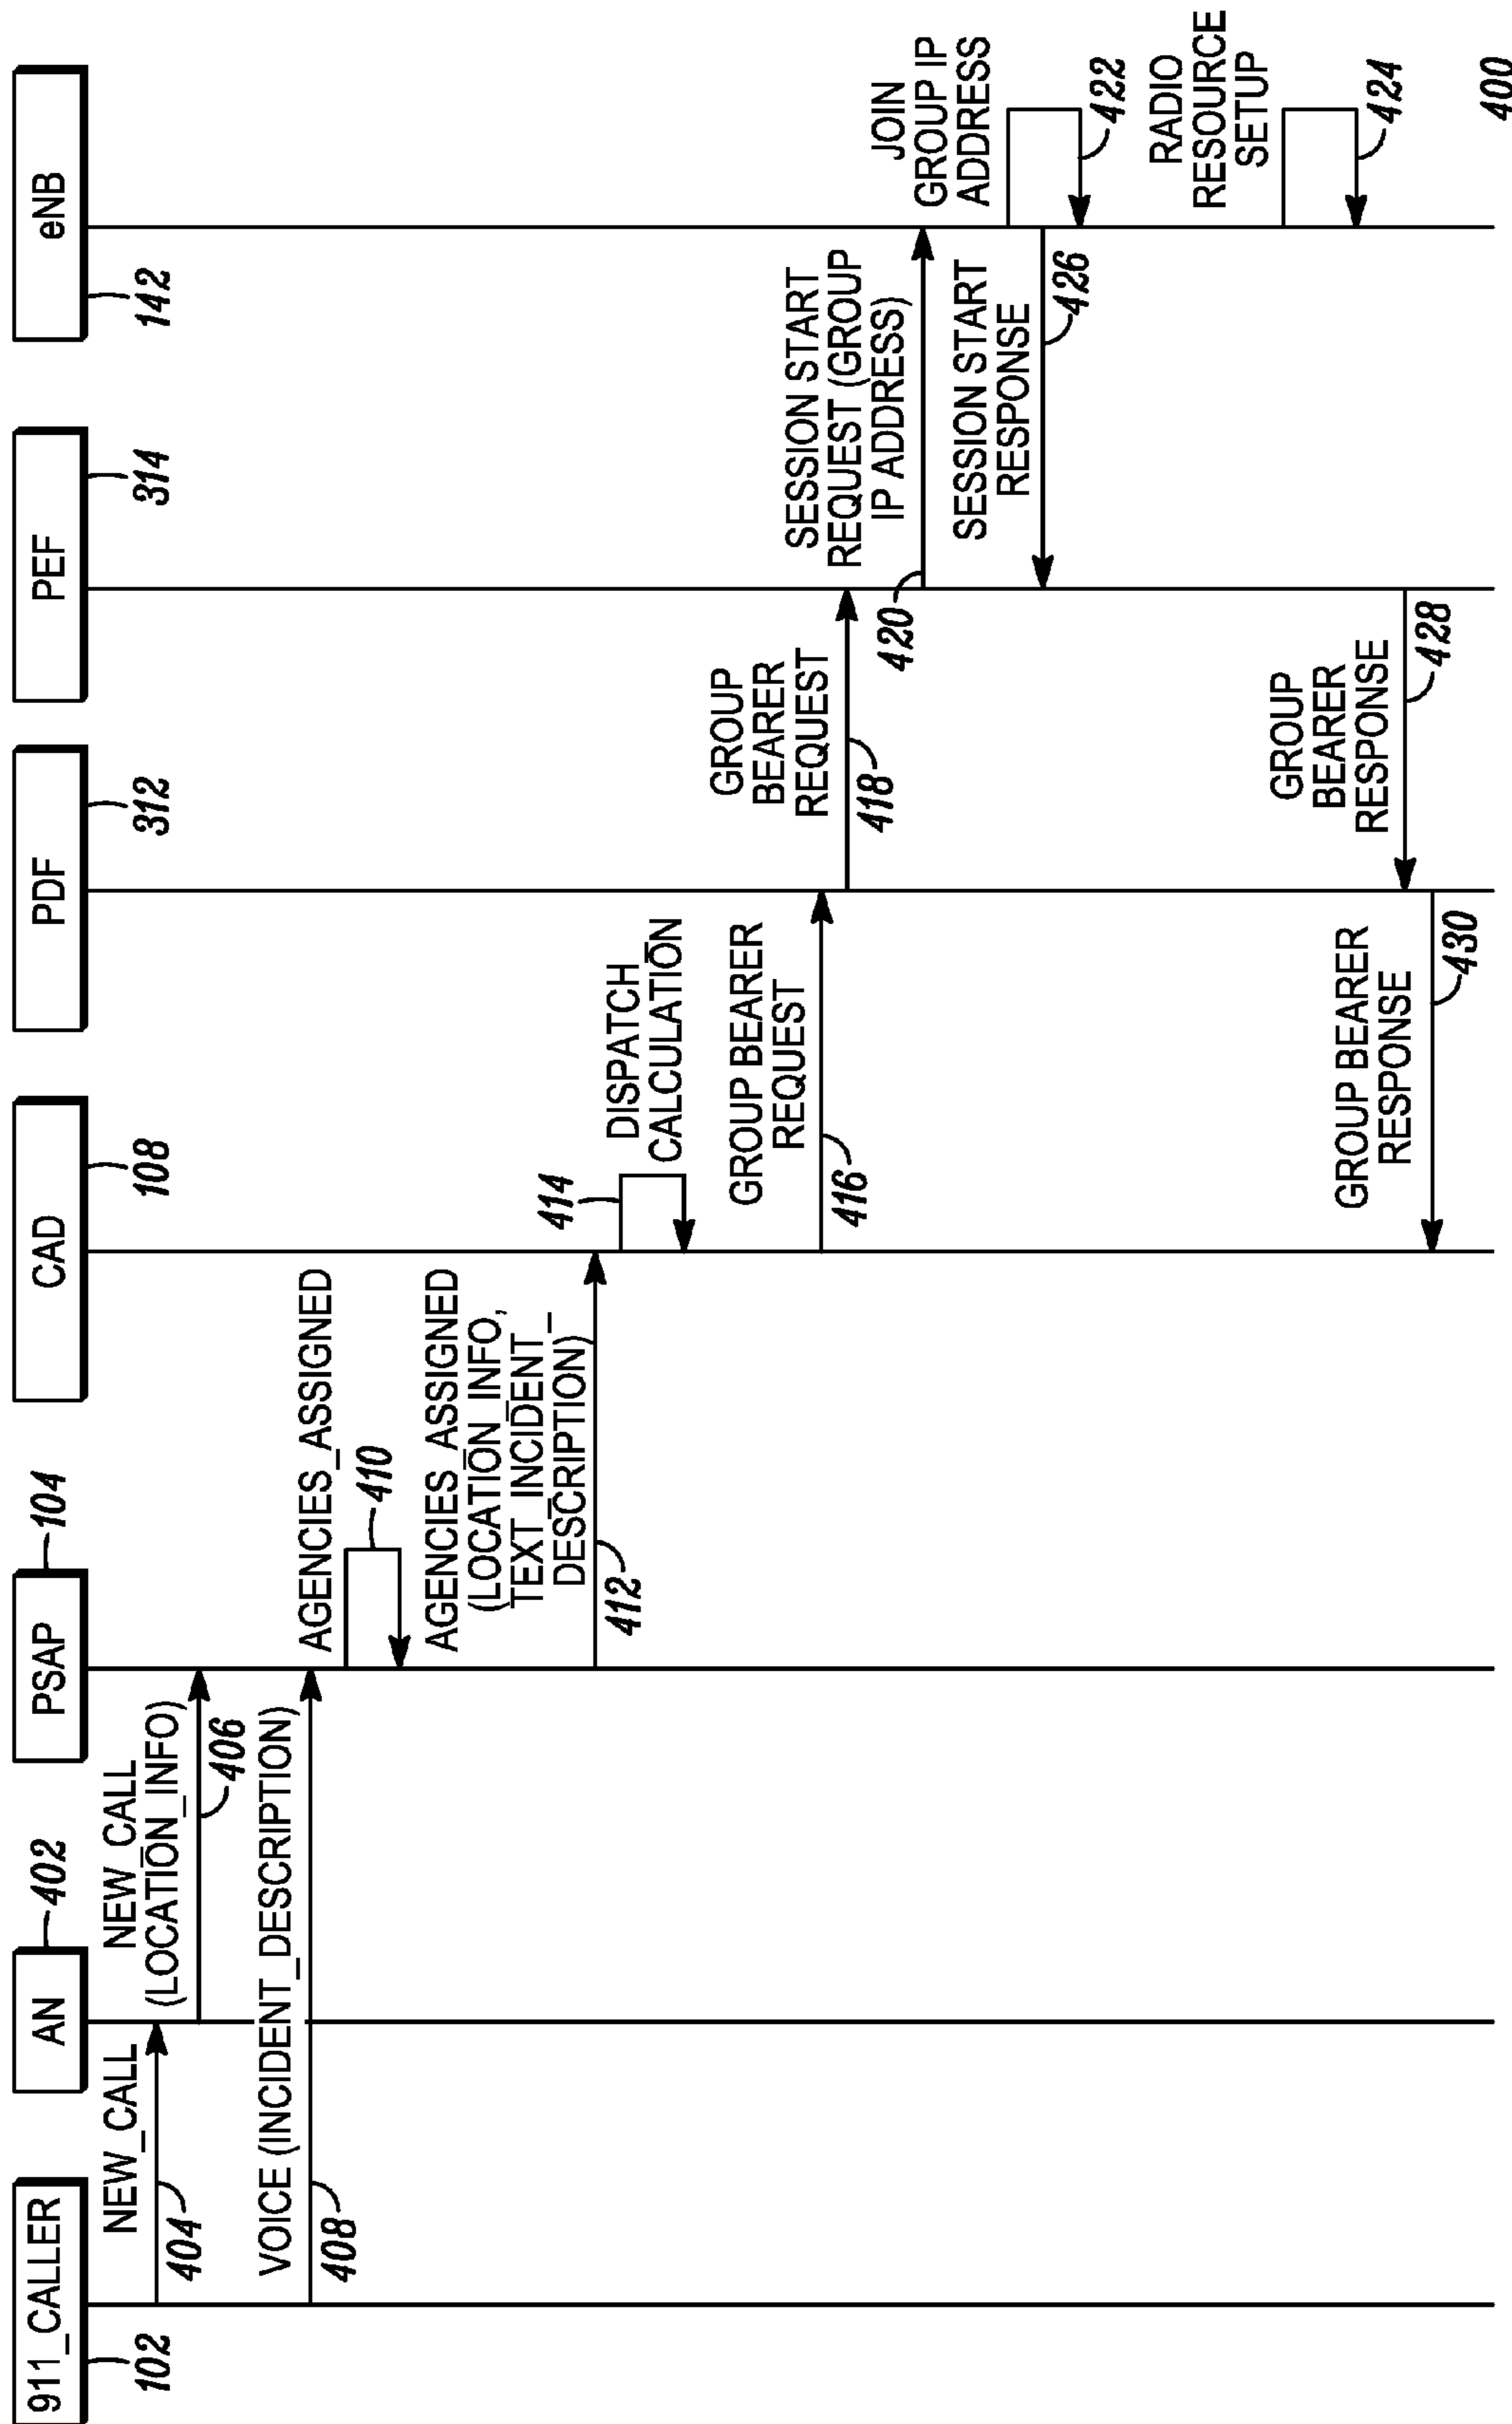 911_CALLER
102
AN
402
PSAP
104
CAD
108
PDF
312
PEF
314
eNB
142
NEW_CALL
404
NEW_CALL
(LOCATION_INFO)
406
VOICE (INCIDENT_DESCRIPTION)
408
AGENCIES_ASSIGNED
410
AGENCIES_ASSIGNED
(LOCATION_INFO,
TEXT_INCIDENT_
DESCRIPTION)
412
414
DISPATCH_
CALCULATION
GROUP BEARER
REQUEST
416
GROUP
BEARER
REQUEST
418
SESSION START
REQUEST (GROUP
IP ADDRESS)
420
JOIN
GROUP IP
ADDRESS
422
SESSION START
RESPONSE
426
RADIO
RESOURCE
SETUP
424
GROUP
BEARER
RESPONSE
428
GROUP BEARER
RESPONSE
430
400